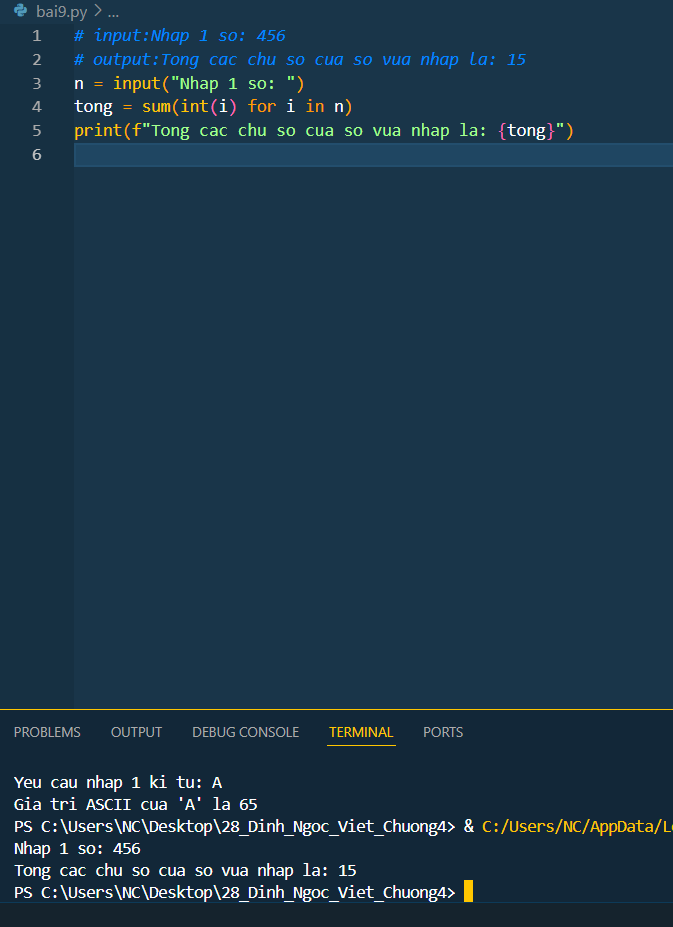 bai9.py > ...
1 # input:Nhap 1 so: 456
2 # output:Tong cac chu so cua so vua nhap la: 15
3 n = input("Nhap 1 so: ")
4 tong = sum(int(i) for i in n)
5 print(f"Tong cac chu so cua so vua nhap la: {tong}")
6
PROBLEMS OUTPUT DEBUG CONSOLE TERMINAL PORTS
Yeu cau nhap 1 ki tu: A
Gia tri ASCII cua 'A' la 65
PS C:\Users\NC\Desktop\28_Dinh_Ngoc_Viet_Chuong4> & C:/Users/NC/AppData/L
Nhap 1 so: 456
Tong cac chu so cua so vua nhap la: 15
PS C:\Users\NC\Desktop\28_Dinh_Ngoc_Viet_Chuong4>